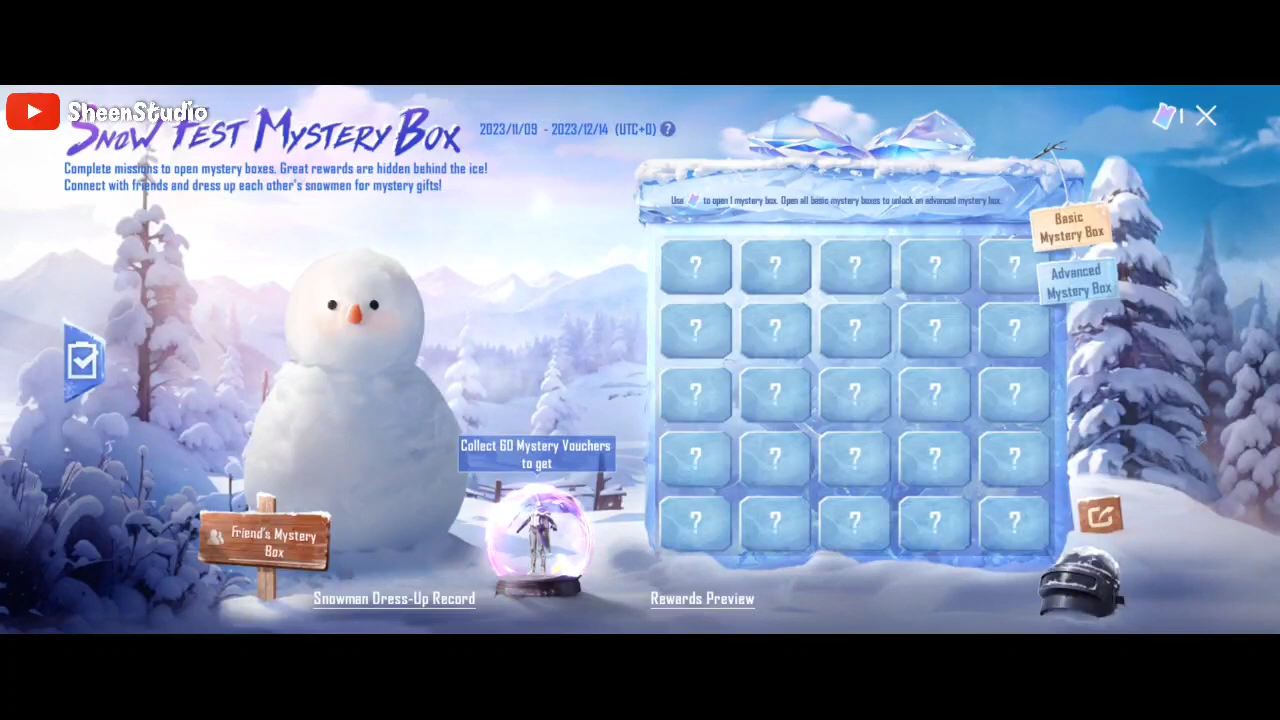 SheenStudio
Snow Fest Mystery Box
2023/11/09 - 2023/12/14 (UTC+0) ?
Complete missions to open mystery boxes. Great rewards are hidden behind the ice!
Connect with friends and dress up each other's snowmen for mystery gifts!
1
Use to open 1 mystery box. Open all basic mystery boxes to unlock an advanced mystery box.
Basic
Mystery Box
Advanced
Mystery Box
? ? ? ? ?
? ? ? ? ?
? ? ? ? ?
? ? ? ? ?
? ? ? ? ?
Collect 60 Mystery Vouchers
to get
Friend's Mystery
Box
Snowman Dress-Up Record
Rewards Preview